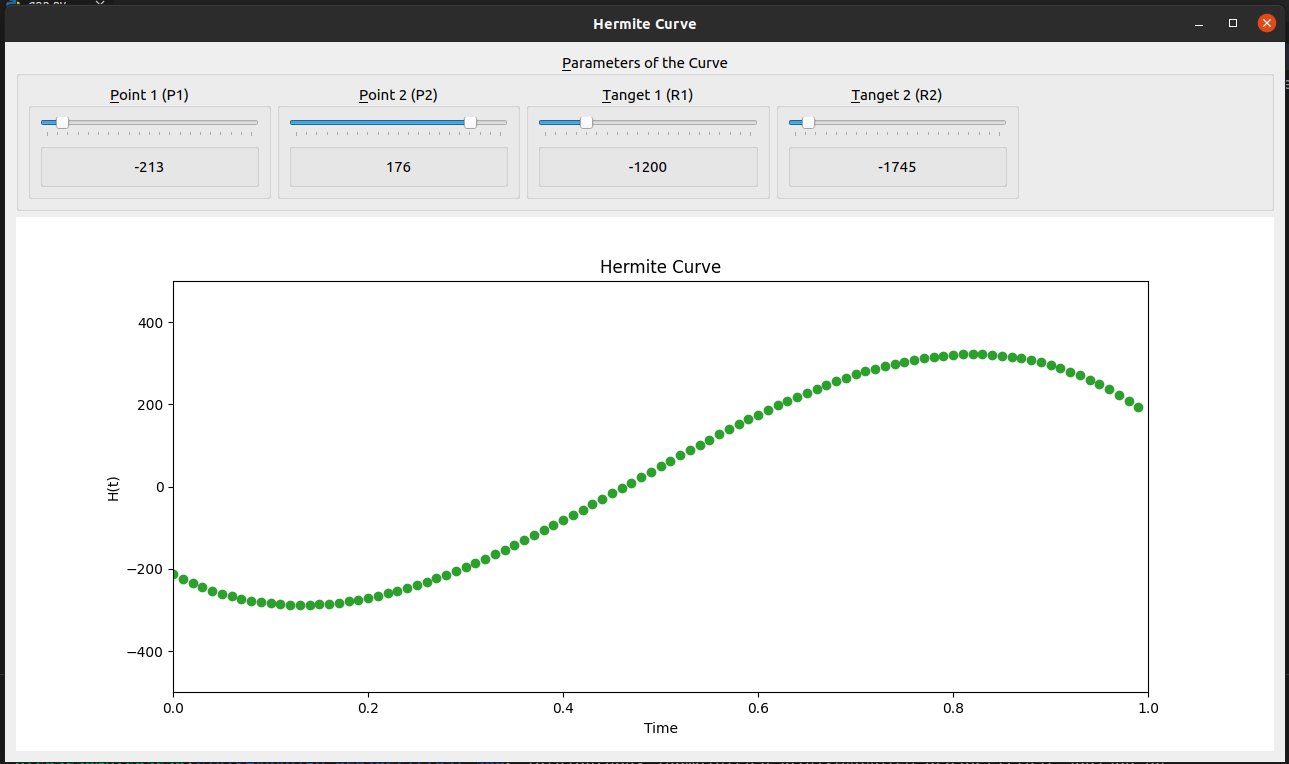 Hermite Curve
Parameters of the Curve
Point 1 (P1) Point 2 (P2) Tanget 1 (R1) Tanget 2 (R2)
-213 176 -1200 -1745
Hermite Curve
400
200
0
−200
−400
H(t)
0.0 0.2 0.4 0.6 0.8 1.0
Time